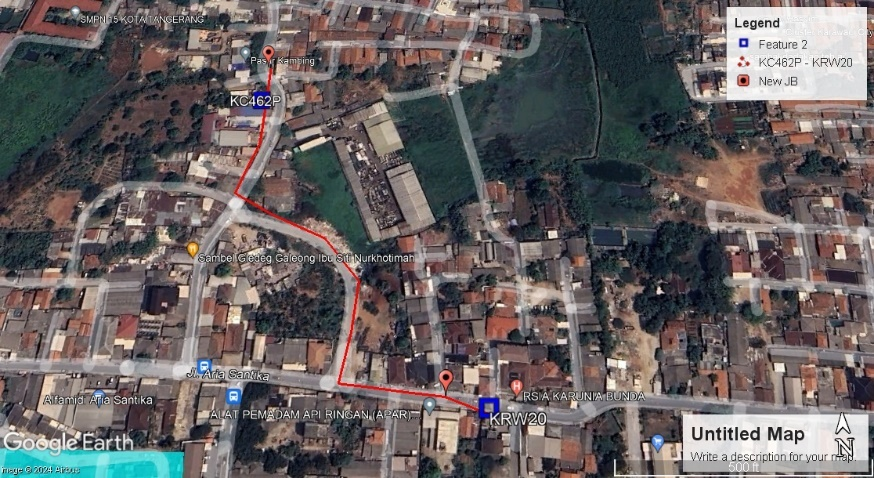 SMPN 15 KOTA TANGERANG
Legend
Feature 2
KC462P - KRW20
New JB
Pasir Kambing
KC462P
Sambel Gledeg Galeong Ibu Siti Nurkhotimah
Jl. Aria Santika
RSIA KARUNIA BUNDA
Alfamidi Aria Santika
ALAT PEMADAM API RINGAN (APAR)
KRW20
Untitled Map
Write a description for your map.
N
Google Earth
500 ft
Image © 2024 Airbus